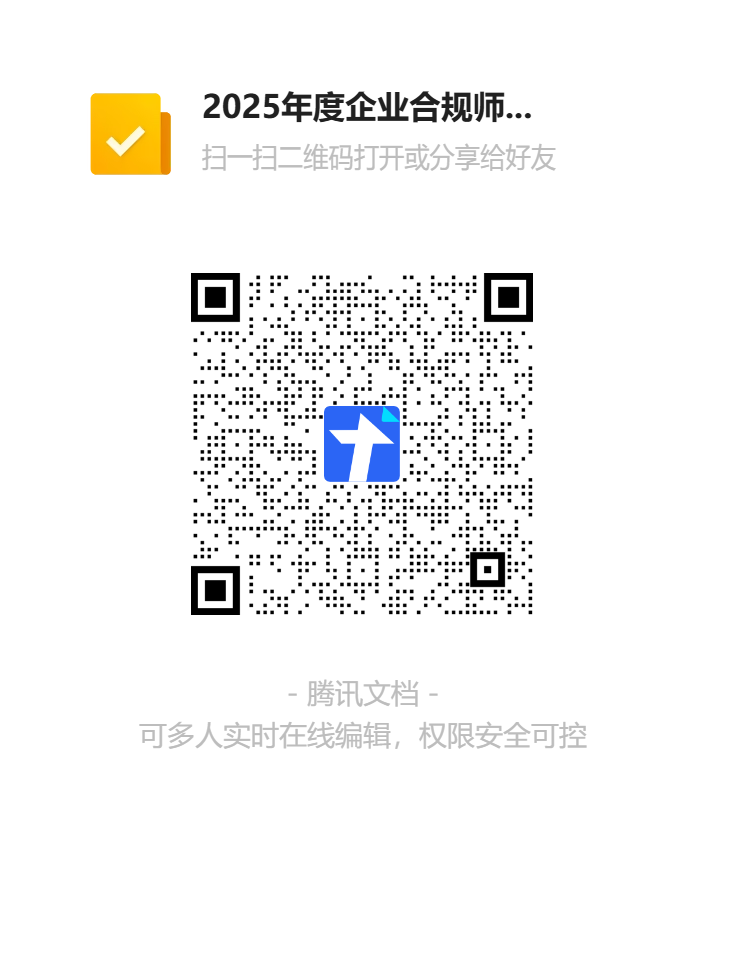 2025年度企业合规师...
扫一扫二维码打开或分享给好友
- 腾讯文档 -
可多人实时在线编辑，权限安全可控